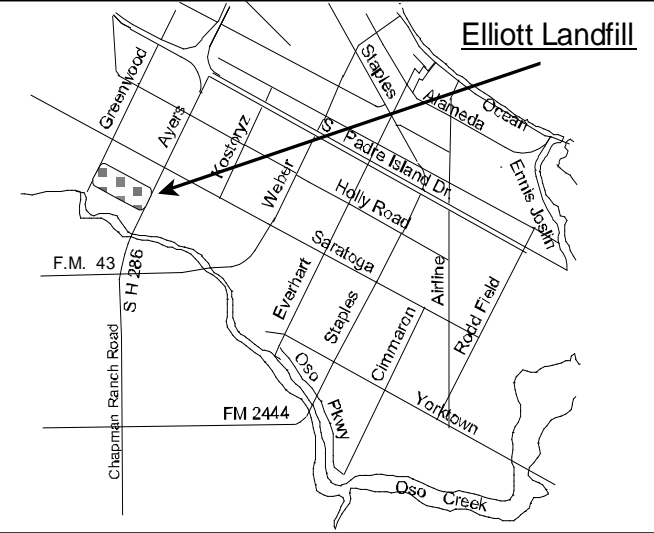 Elliott Landfill
Greenwood
Ayers
Kostoryz
Weber
Staples
Alameda
Ocean
S Padre Island Dr.
Ennis Joslin
Holly Road
Saratoga
F.M. 43
S H 286
Everhart
Staples
Airline
Cimmaron
Rodd Field
Chapman Ranch Road
FM 2444
Oso Pkwy
Yorktown
Oso Creek